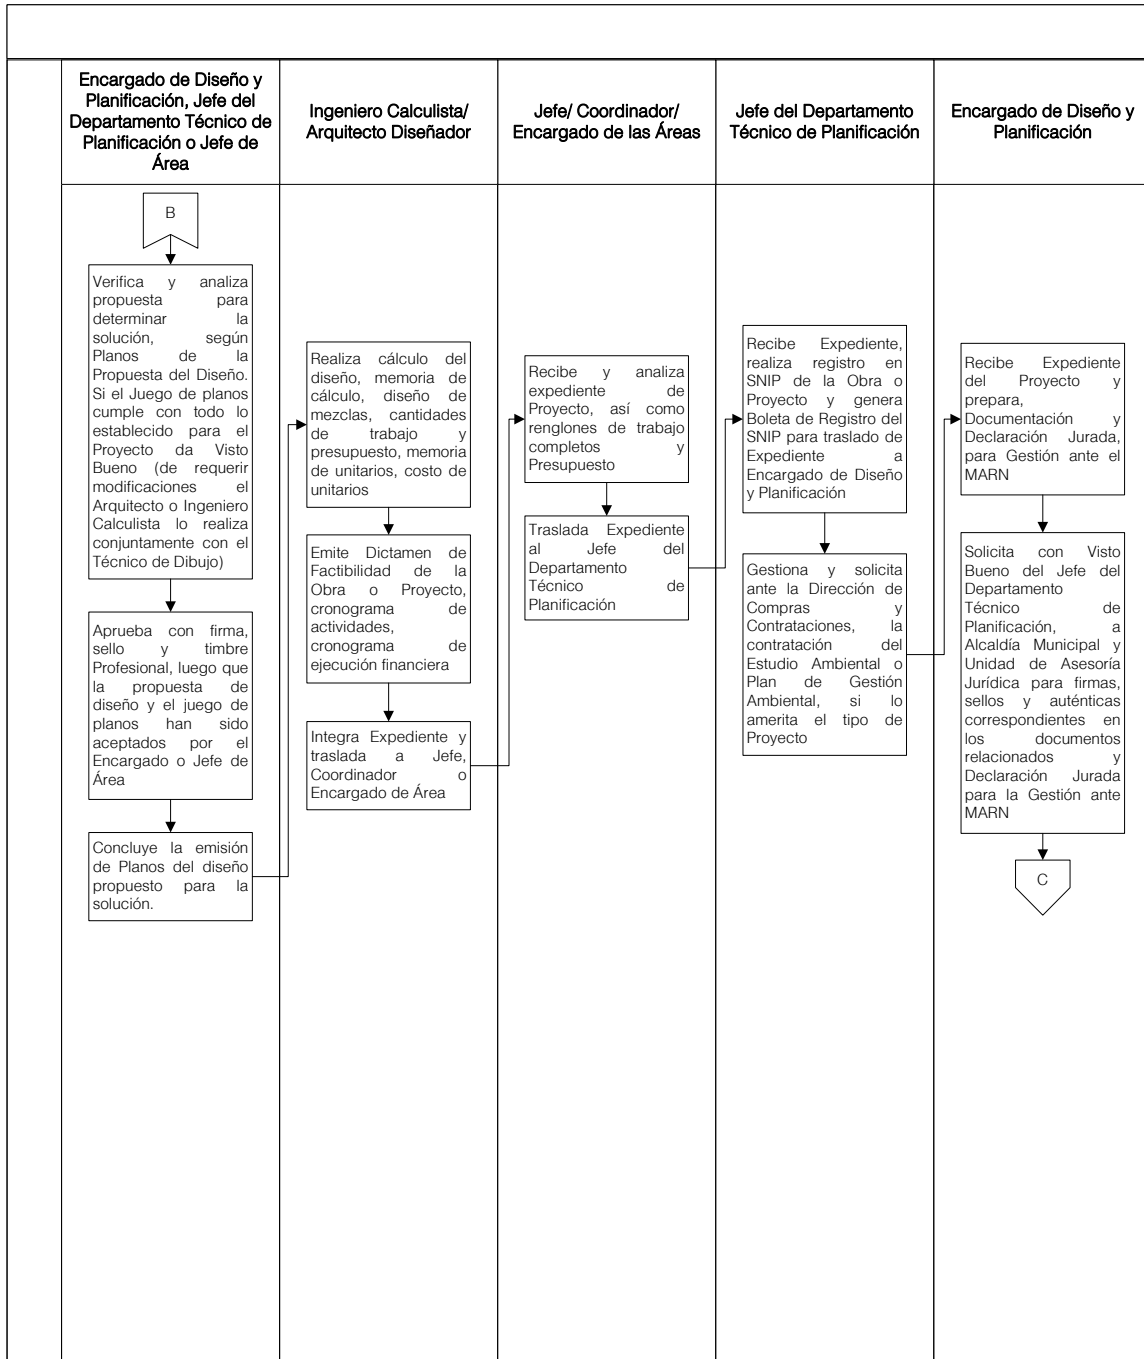 Encargado de Diseño y
Planificación, Jefe del
Departamento Técnico de
Planificación o Jefe de
Área
Ingeniero Calculista/
Arquitecto Diseñador
Jefe/ Coordinador/
Encargado de las Áreas
Jefe del Departamento
Técnico de Planificación
Encargado de Diseño y
Planificación
B
Verifica y analiza
propuesta para
determinar la
solución, según
Planos de la
Propuesta del Diseño.
Si el Juego de planos
cumple con todo lo
establecido para el
Proyecto da Visto
Bueno (de requerir
modificaciones el
Arquitecto o Ingeniero
Calculista lo realiza
conjuntamente con el
Técnico de Dibujo)
Aprueba con firma,
sello y timbre
Profesional, luego que
la propuesta de
diseño y el juego de
planos han sido
aceptados por el
Encargado o Jefe de
Área
Concluye la emisión
de Planos del diseño
propuesto para la
solución.
Realiza cálculo del
diseño, memoria de
cálculo, diseño de
mezclas, cantidades
de trabajo y
presupuesto, memoria
de unitarios, costo de
unitarios
Emite Dictamen de
Factibilidad de la
Obra o Proyecto,
cronograma de
actividades,
cronograma de
ejecución financiera
Integra Expediente y
traslada a Jefe,
Coordinador o
Encargado de Área
Recibe y analiza
expediente de
Proyecto, así como
renglones de trabajo
completos y
Presupuesto
Traslada Expediente
al Jefe del
Departamento
Técnico de
Planificación
Recibe Expediente,
realiza registro en
SNIP de la Obra o
Proyecto y genera
Boleta de Registro del
SNIP para traslado de
Expediente a
Encargado de Diseño
y Planificación
Gestiona y solicita
ante la Dirección de
Compras y
Contrataciones, la
contratación del
Estudio Ambiental o
Plan de Gestión
Ambiental, si lo
amerita el tipo de
Proyecto
Recibe Expediente
del Proyecto y
prepara,
Documentación y
Declaración Jurada,
para Gestión ante el
MARN
Solicita con Visto
Bueno del Jefe del
Departamento
Técnico de
Planificación, a
Alcaldía Municipal y
Unidad de Asesoría
Jurídica para firmas,
sellos y auténticas
correspondientes en
los documentos
relacionados y
Declaración Jurada
para la Gestión ante
MARN
C